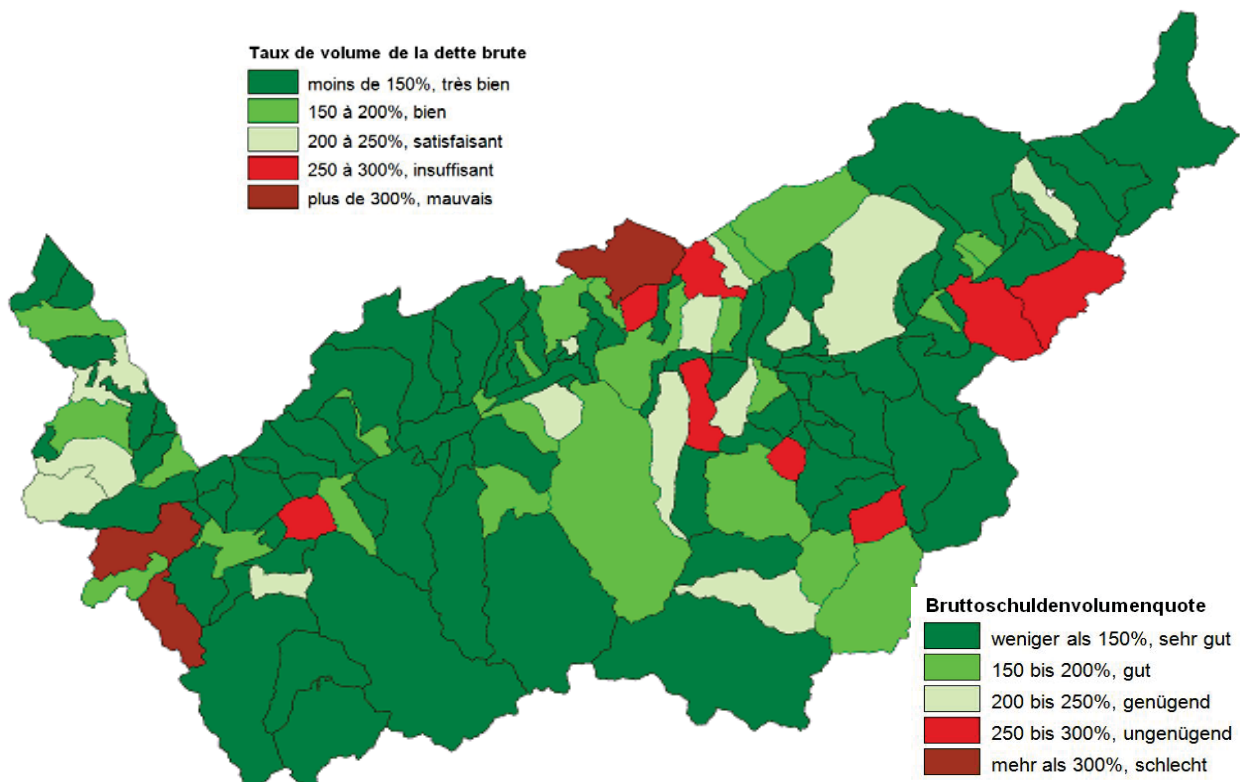 Taux de volume de la dette brute
moins de 150%, très bien
150 à 200%, bien
200 à 250%, satisfaisant
250 à 300%, insuffisant
plus de 300%, mauvais
Bruttoschuldenvolumenquote
weniger als 150%, sehr gut
150 bis 200%, gut
200 bis 250%, genügend
250 bis 300%, ungenügend
mehr als 300%, schlecht